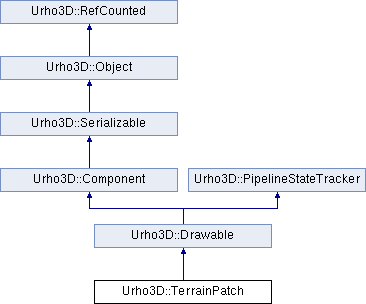 Urho3D::RefCounted
Urho3D::Object
Urho3D::Serializable
Urho3D::Component
Urho3D::PipelineStateTracker
Urho3D::Drawable
Urho3D::TerrainPatch